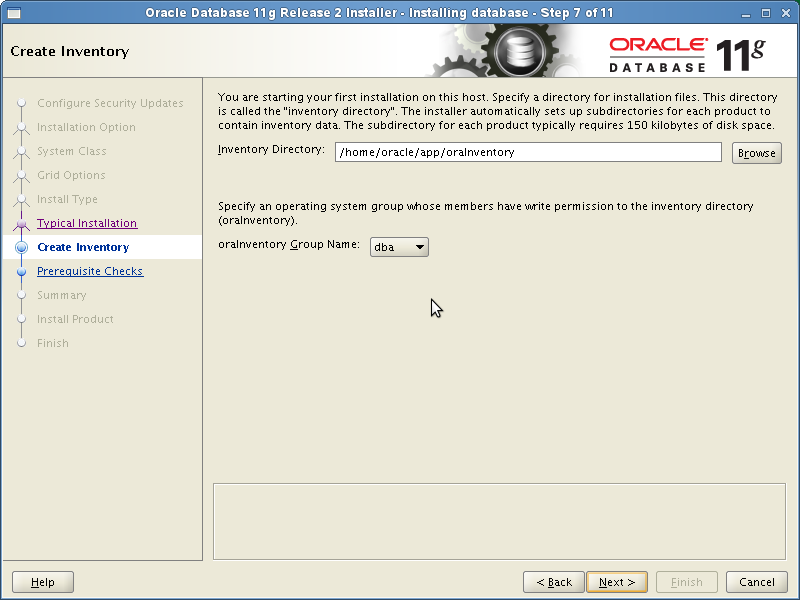 Oracle Database 11g Release 2 Installer - Installing database - Step 7 of 11
Create Inventory
ORACLE
DATABASE
11g
Configure Security Updates
Installation Option
System Class
Grid Options
Install Type
Typical Installation
Create Inventory
Prerequisite Checks
Summary
Install Product
Finish
You are starting your first installation on this host. Specify a directory for installation files. This directory
is called the "inventory directory". The installer automatically sets up subdirectories for each product to
contain inventory data. The subdirectory for each product typically requires 150 kilobytes of disk space.
Inventory Directory: /home/oracle/app/oraInventory Browse
Specify an operating system group whose members have write permission to the inventory directory
(oraInventory).
oraInventory Group Name: dba
Help < Back Next > Finish Cancel